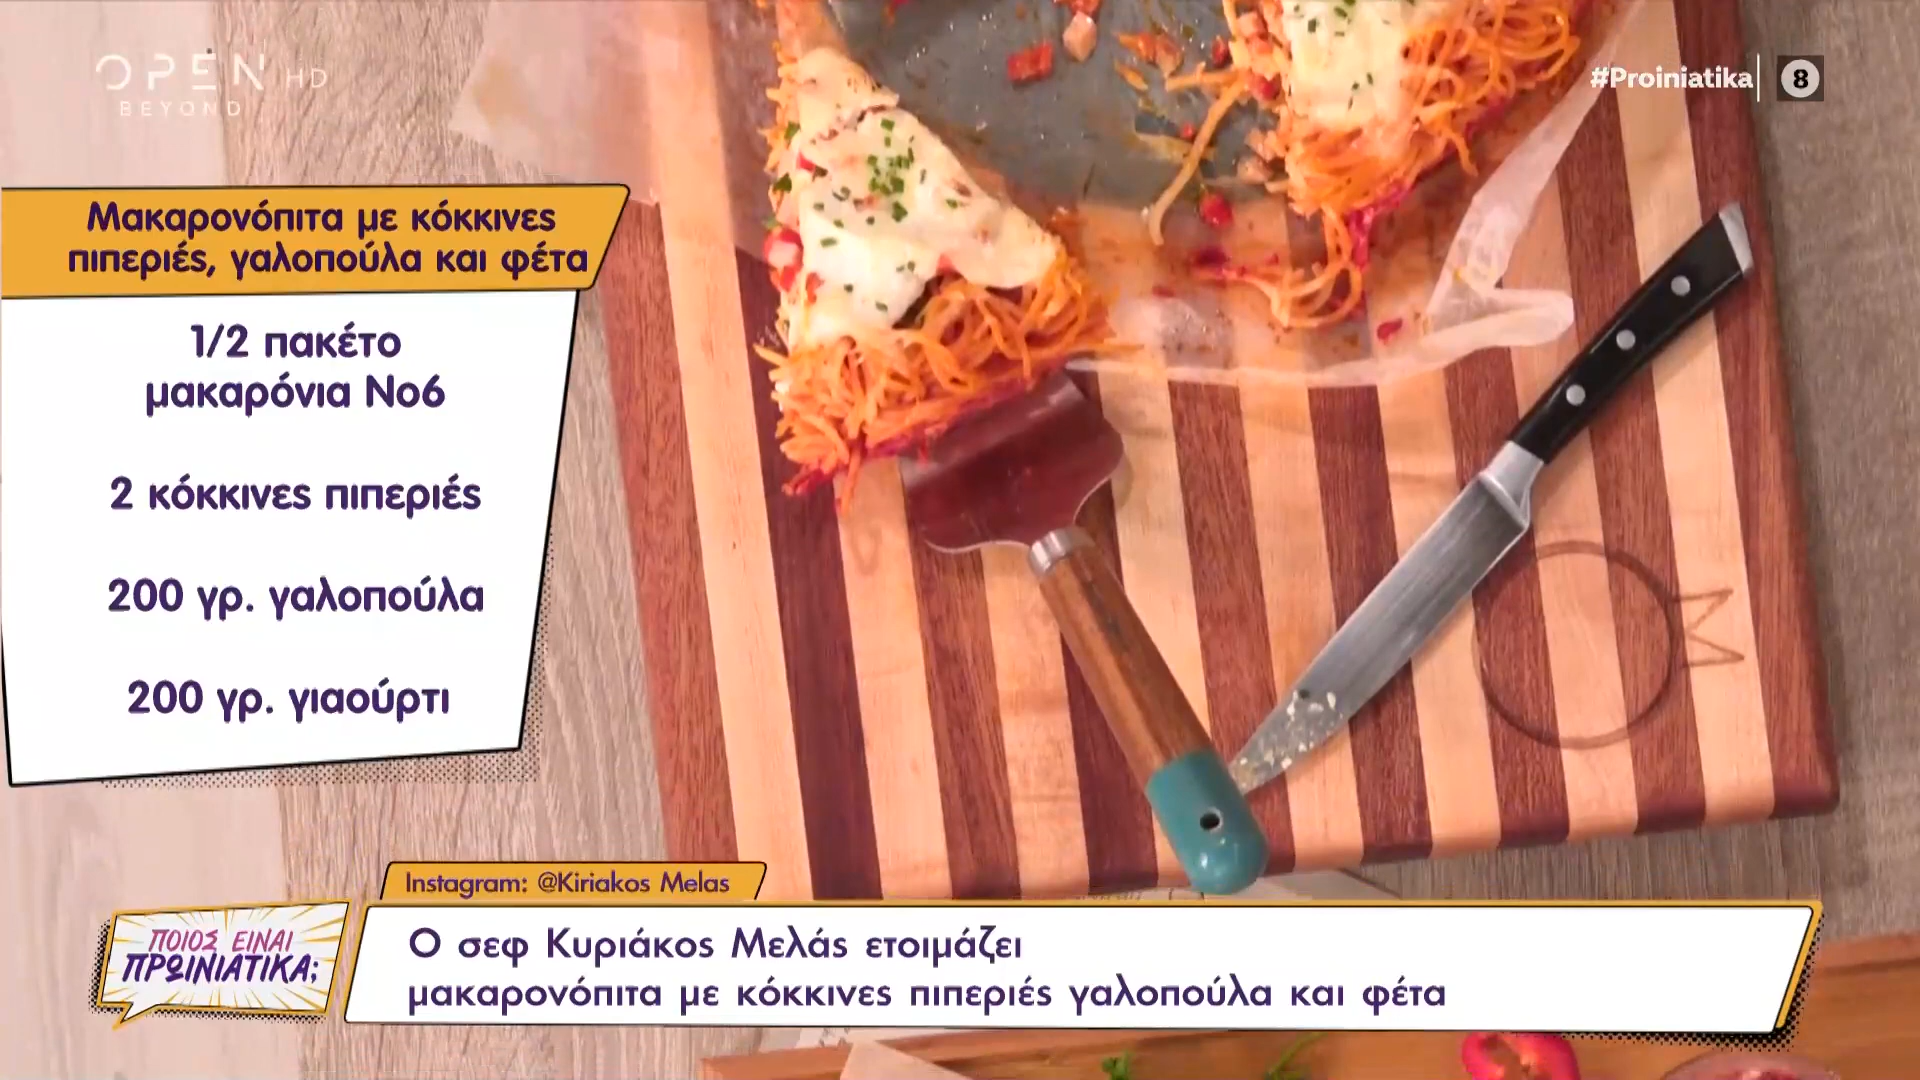 OPEN HD
BEYOND
#Proiniatika
8
Μακαρονόπιτα με κόκκινες
πιπεριές, γαλοπούλα και φέτα
1/2 πακέτο
μακαρόνια Νο6
2 κόκκινες πιπεριές
200 γρ. γαλοπούλα
200 γρ. γιαούρτι
Instagram: @Kiriakos Melas
ΠΟΙΟΣ ΕΙΝΑΙ
ΠΡΩΙΝΙΑΤΙΚΑ;
Ο σεφ Κυριάκος Μελάς ετοιμάζει
μακαρονόπιτα με κόκκινες πιπεριές γαλοπούλα και φέτα